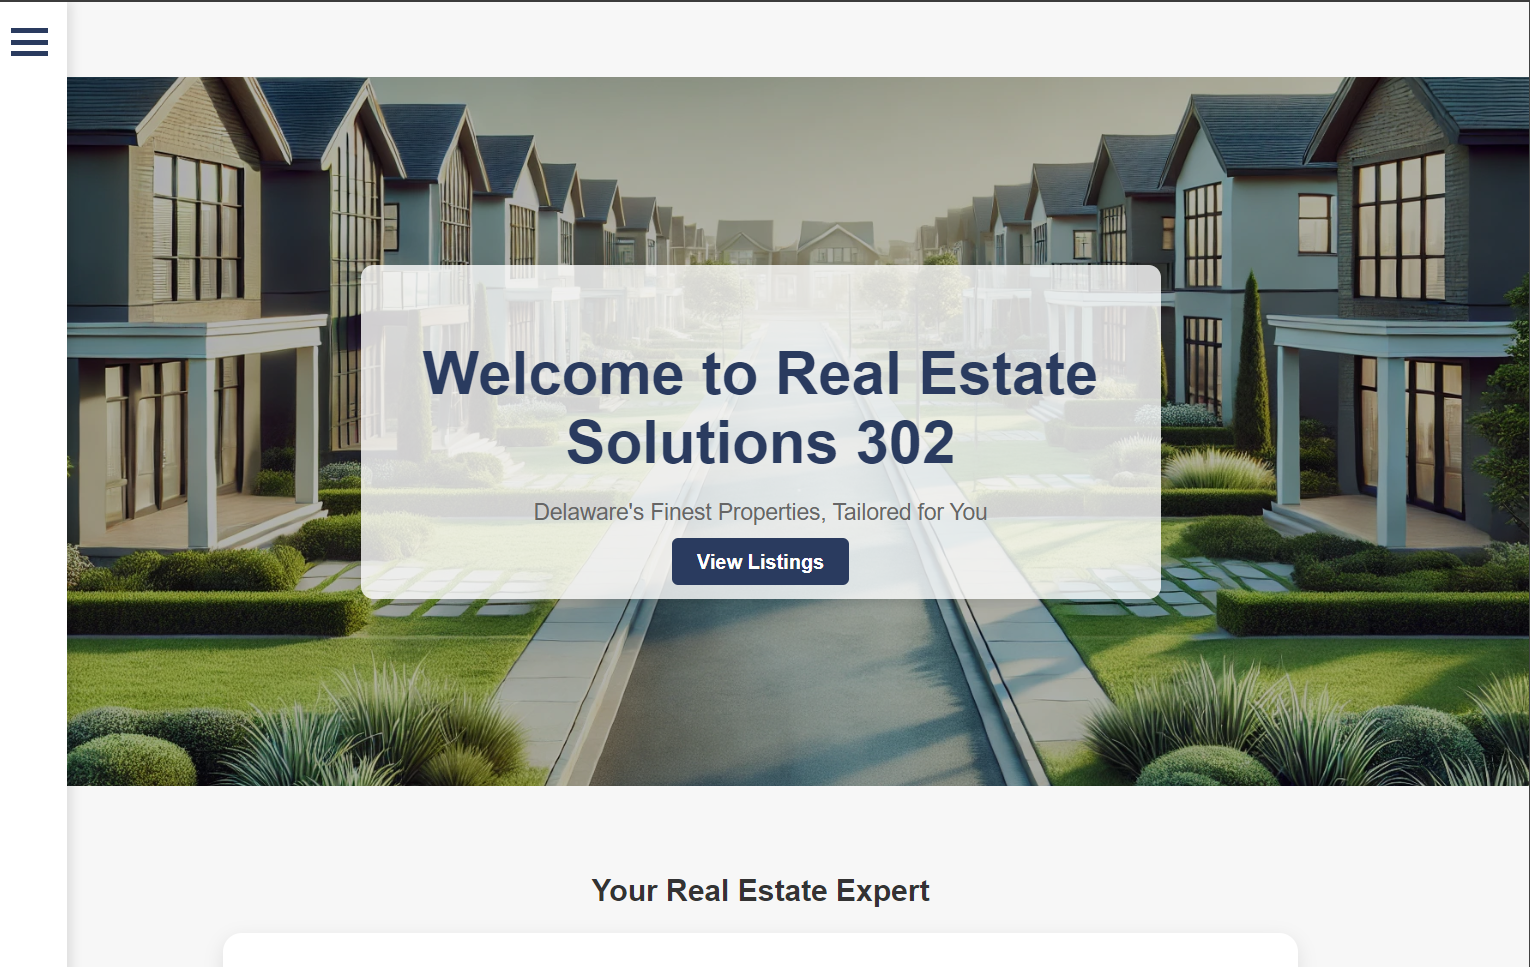 Welcome to Real Estate
Solutions 302
Delaware's Finest Properties, Tailored for You
View Listings
Your Real Estate Expert